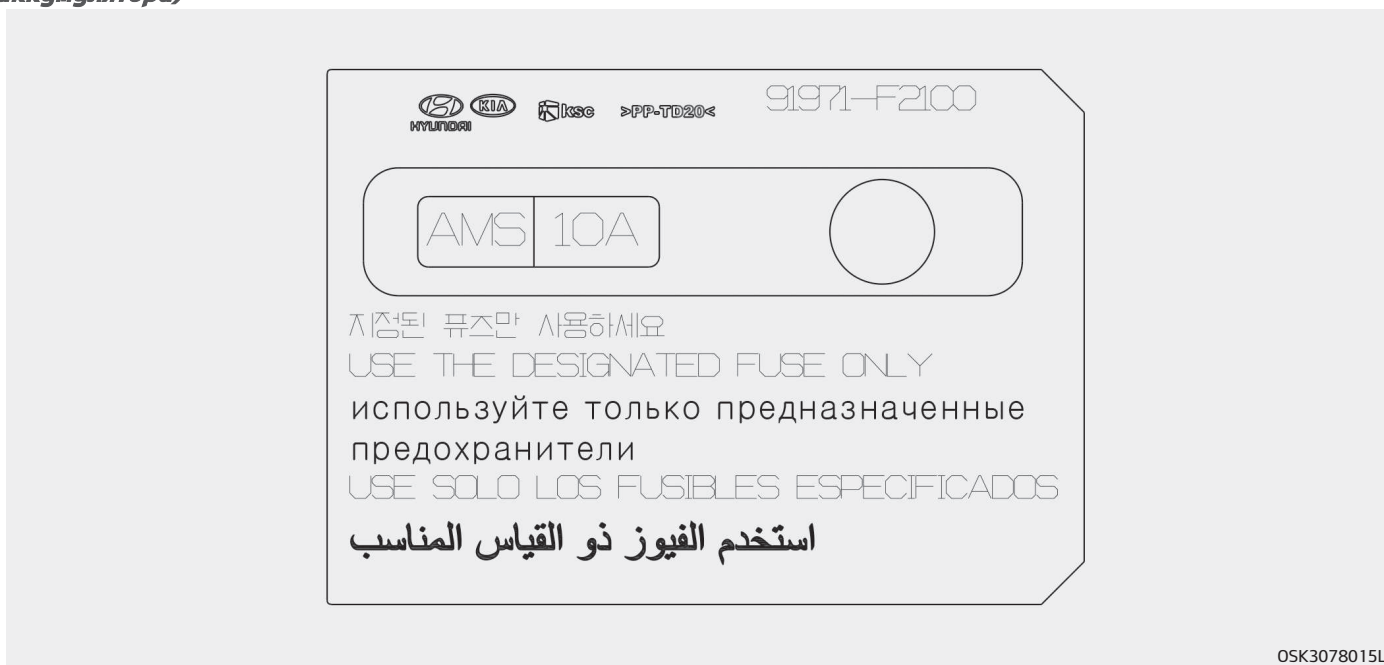 HYUNDAI KIA ksc >PP-TD20< 91971-F2100
AMS 10A
지정된 퓨즈만 사용하세요
USE THE DESIGNATED FUSE ONLY
используйте только предназначенные
предохранители
USE SOLO LOS FUSIBLES ESPECIFICADOS
استخدم الفيوز ذو القياس المناسب
OSK3078015L